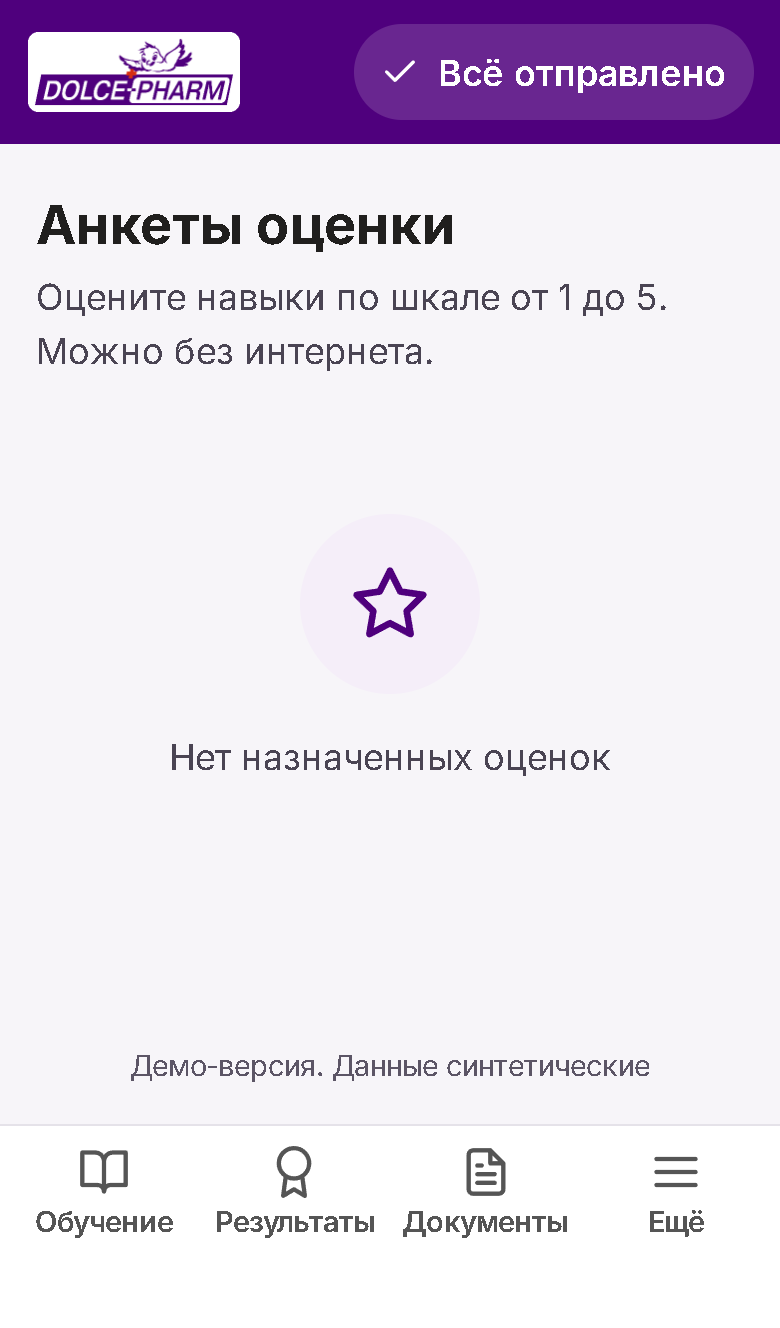 DOLCE-PHARM
Всё отправлено
Анкеты оценки
Оцените навыки по шкале от 1 до 5.
Можно без интернета.
Нет назначенных оценок
Демо-версия. Данные синтетические
Обучение
Результаты
Документы
Ещё